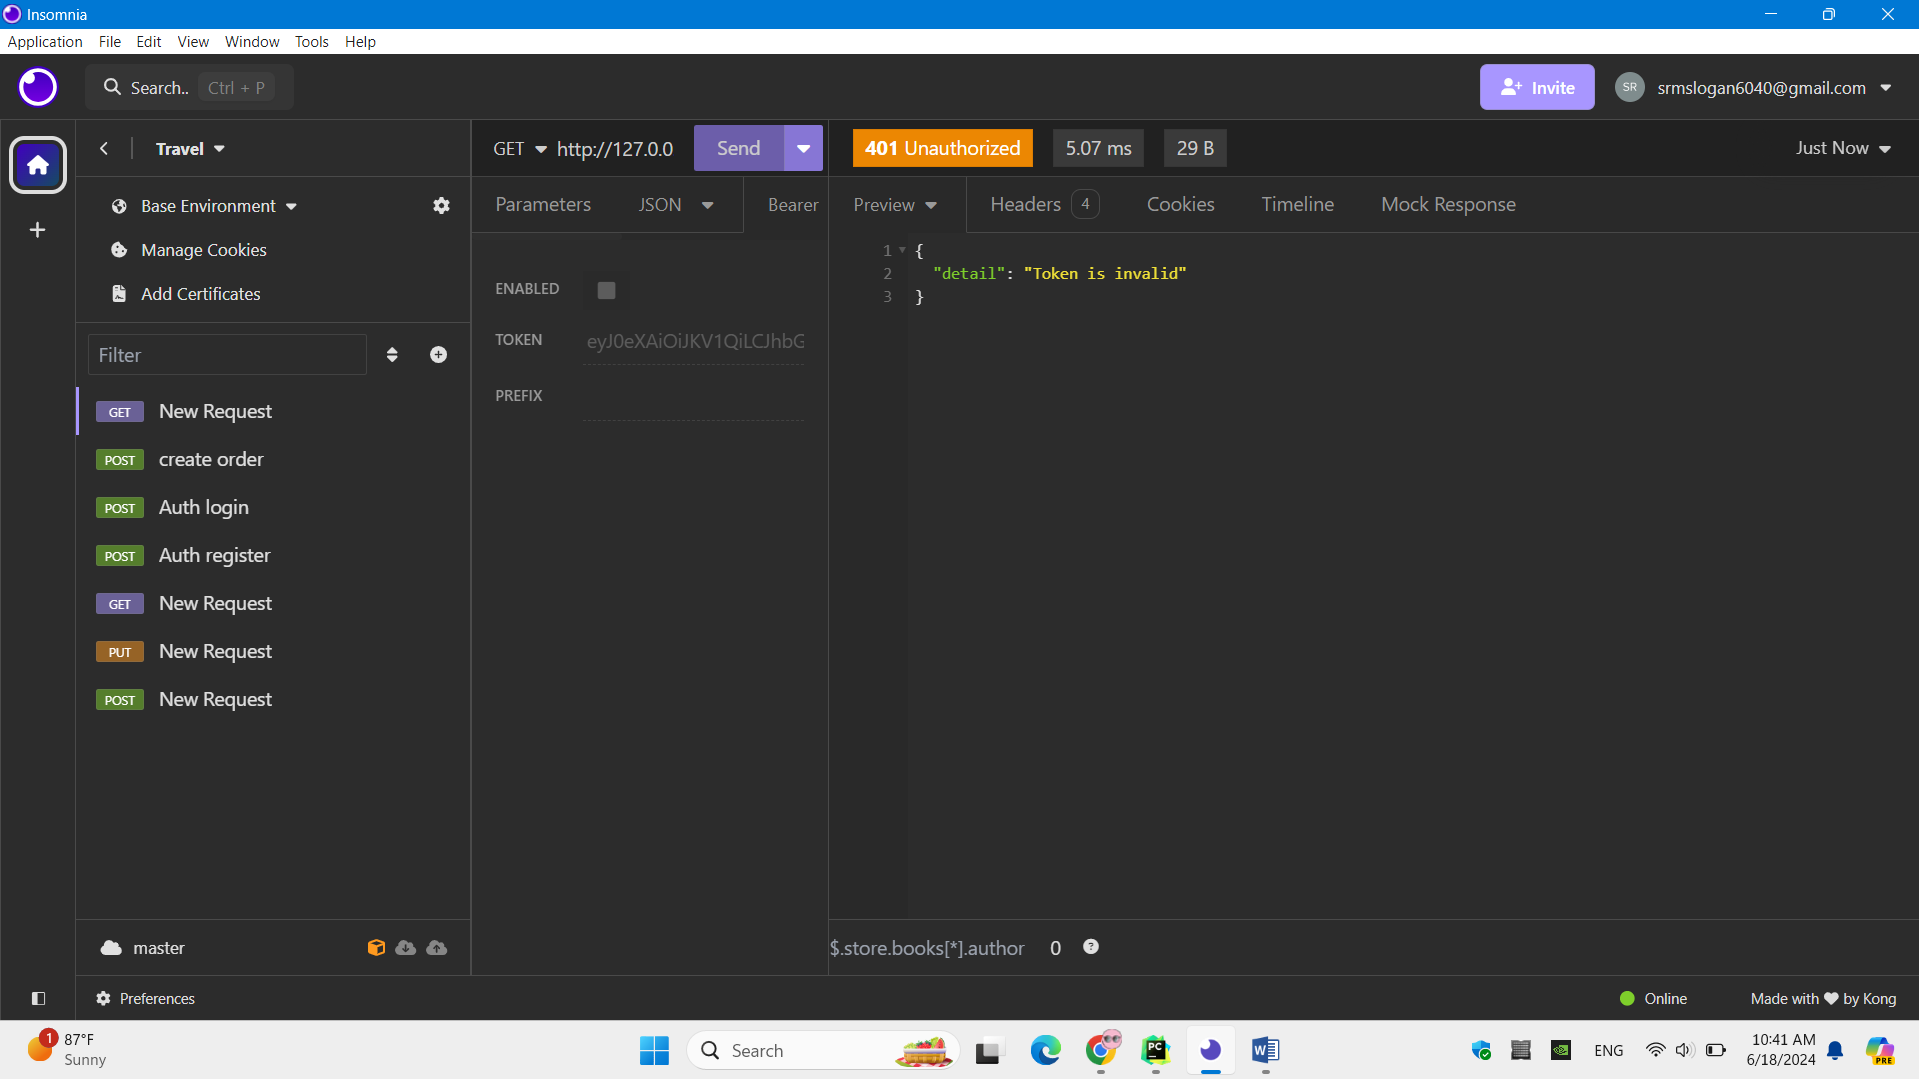 Insomnia
Application File Edit View Window Tools Help
Search.. Ctrl + P
Invite
SR srmslogan6040@gmail.com
Travel
GET http://127.0.0 Send
401 Unauthorized 5.07 ms 29 B Just Now
Base Environment
Manage Cookies
Add Certificates
Filter
GET New Request
POST create order
POST Auth login
POST Auth register
GET New Request
PUT New Request
POST New Request
master
Parameters JSON Bearer
ENABLED
TOKEN eyJ0eXAiOiJKV1QiLCJhbG
PREFIX
Preview Headers 4 Cookies Timeline Mock Response
1 {
2 "detail": "Token is invalid"
3 }
$.store.books[*].author 0 ?
Preferences
Online Made with ❤ by Kong
1 87°F
Sunny
Search
PC
W
ENG
10:41 AM
6/18/2024
PRE